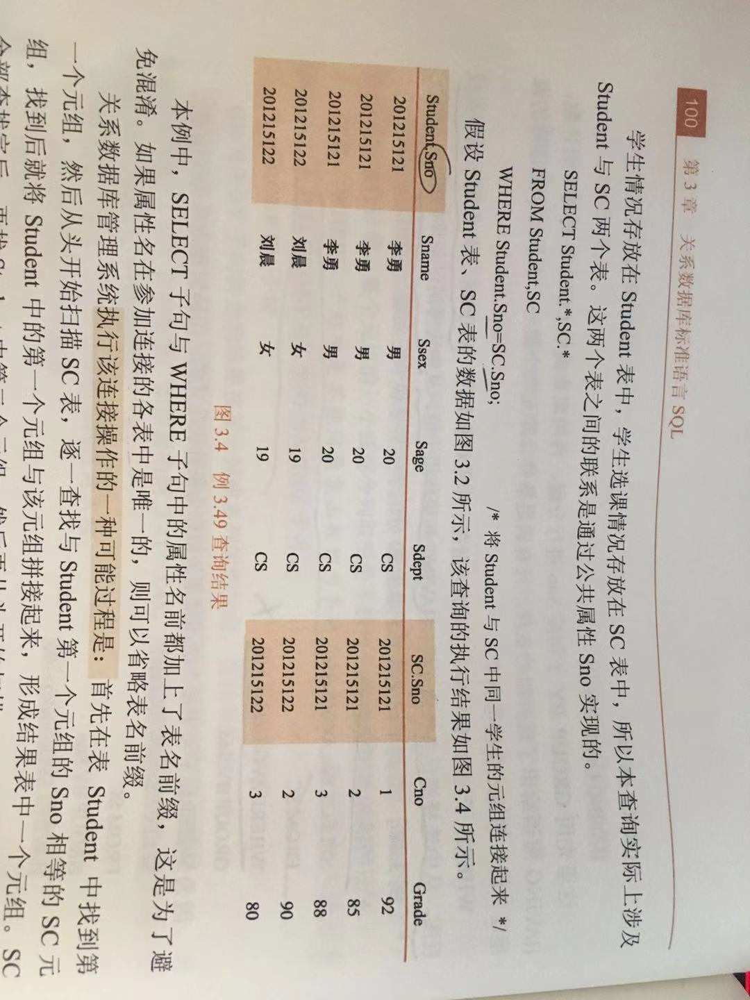 100 第 3 章 关系数据库标准语言 SQL
学生情况存放在 Student 表中，学生选课情况存放在 SC 表中，所以本查询实际上涉及
Student 与 SC 两个表。这两个表之间的联系是通过公共属性 Sno 实现的。
SELECT Student.*,SC.*
FROM Student,SC
WHERE Student.Sno=SC.Sno; /* 将 Student 与 SC 中同一学生的元组连接起来 */
假设 Student 表、SC 表的数据如图 3.2 所示，该查询的执行结果如图 3.4 所示。
Student.Sno Sname Ssex Sage Sdept SC.Sno Cno Grade
201215121 李勇 男 20 CS 201215121 1 92
201215121 李勇 男 20 CS 201215121 2 85
201215121 李勇 男 20 CS 201215121 3 88
201215122 刘晨 女 19 CS 201215122 2 90
201215122 刘晨 女 19 CS 201215122 3 80
图 3.4 例 3.49 查询结果
本例中，SELECT 子句与 WHERE 子句中的属性名前都加上了表名前缀，这是为了避
免混淆。如果属性名在参加连接的各表中是唯一的，则可以省略表名前缀。
关系数据库管理系统执行该连接操作的一种可能过程是：首先在表 Student 中找到第
一个元组，然后从头开始扫描 SC 表，逐一查找与 Student 第一个元组的 Sno 相等的 SC 元
组，找到后就将 Student 中的第一个元组与该元组拼接起来，形成结果表中一个元组。SC